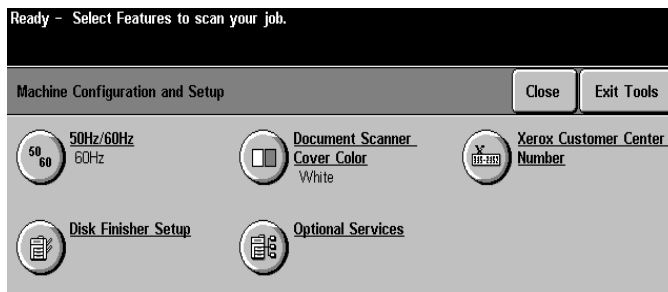 Ready - Select Features to scan your job.
Machine Configuration and Setup
Close
Exit Tools
50Hz/60Hz
60Hz
50
60
Document Scanner
Cover Color
White
Xerox Customer Center
Number
X
Disk Finisher Setup
Optional Services